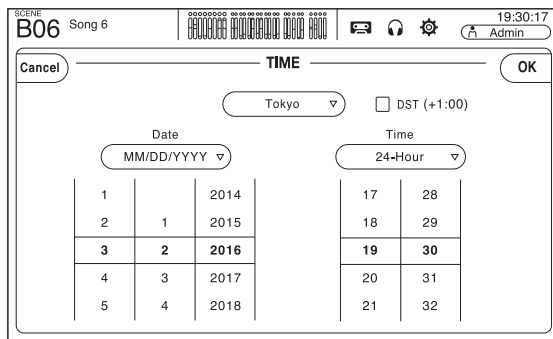 SCENE
B06 Song 6
19:30:17
Admin
Cancel
TIME
OK
Tokyo
DST (+1:00)
Date
Time
MM/DD/YYYY
24-Hour
1 2014 17 28
2 1 2015 18 29
3 2 2016 19 30
4 3 2017 20 31
5 4 2018 21 32